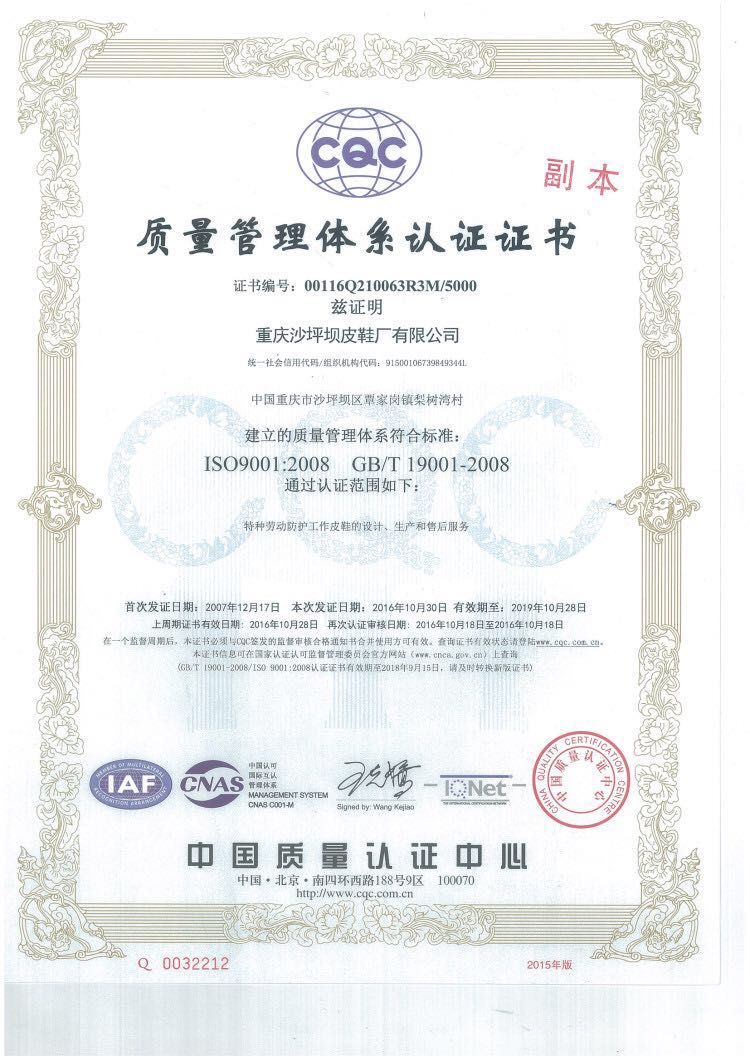 CQC
副本
质量管理体系认证证书
证书编号：00116Q210063R3M/5000
兹证明
重庆沙坪坝皮鞋厂有限公司
统一社会信用代码/组织机构代码：91500106739849344L
中国重庆市沙坪坝区覃家岗镇梨树湾村
建立的质量管理体系符合标准：
ISO9001:2008 GB/T 19001-2008
通过认证范围如下：
特种劳动防护工作皮鞋的设计、生产和售后服务
首次发证日期：2007年12月17日 本次发证日期：2016年10月30日 有效期至：2019年10月28日
上周期证书有效日期：2016年10月28日 再次认证审核日期：2016年10月18日至2016年10月18日
在一个监督周期后，本证书必须与CQC签发的监督审核合格通知书合并使用方可有效。查询证书有效状态请登陆www.cqc.com.cn。
本证书信息可在国家认证认可监督管理委员会官方网站（www.cnca.gov.cn）上查询
(GB/T 19001-2008/ISO 9001:2008认证证书有效期至2018年9月15日，请及时转换新版证书)
MEMBER OF MULTILATERAL
IAF
RECOGNITION ARRANGEMENT
CNAS
中国认可
国际互认
管理体系
MANAGEMENT SYSTEM
CNAS C001-M
Signed by: Wang Kejiao
IQNet
THE INTERNATIONAL CERTIFICATION NETWORK
CHINA QUALITY CERTIFICATION CENTRE
中国质量认证中心
中国质量认证中心
中国·北京·南四环西路188号9区 100070
http://www.cqc.com.cn
Q 0032212
2015年版